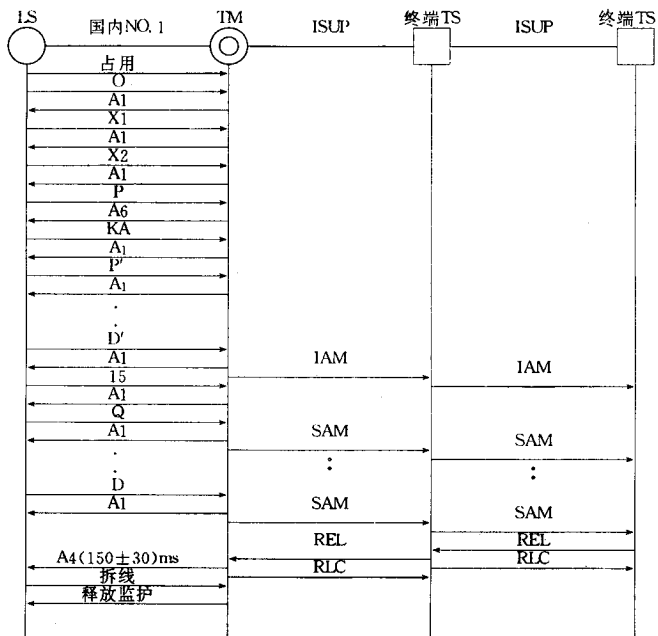 LS 国内NO.1 TM ISUP 终端TS ISUP 终端TS
占用
O
A1
X1
A1
X2
A1
P
A6
KA
A1
P'
A1
D'
A1 IAM IAM
15
A1
Q
A1 SAM SAM
D
A1 SAM SAM
REL REL
A4(150±30)ms RLC RLC
拆线
释放监护